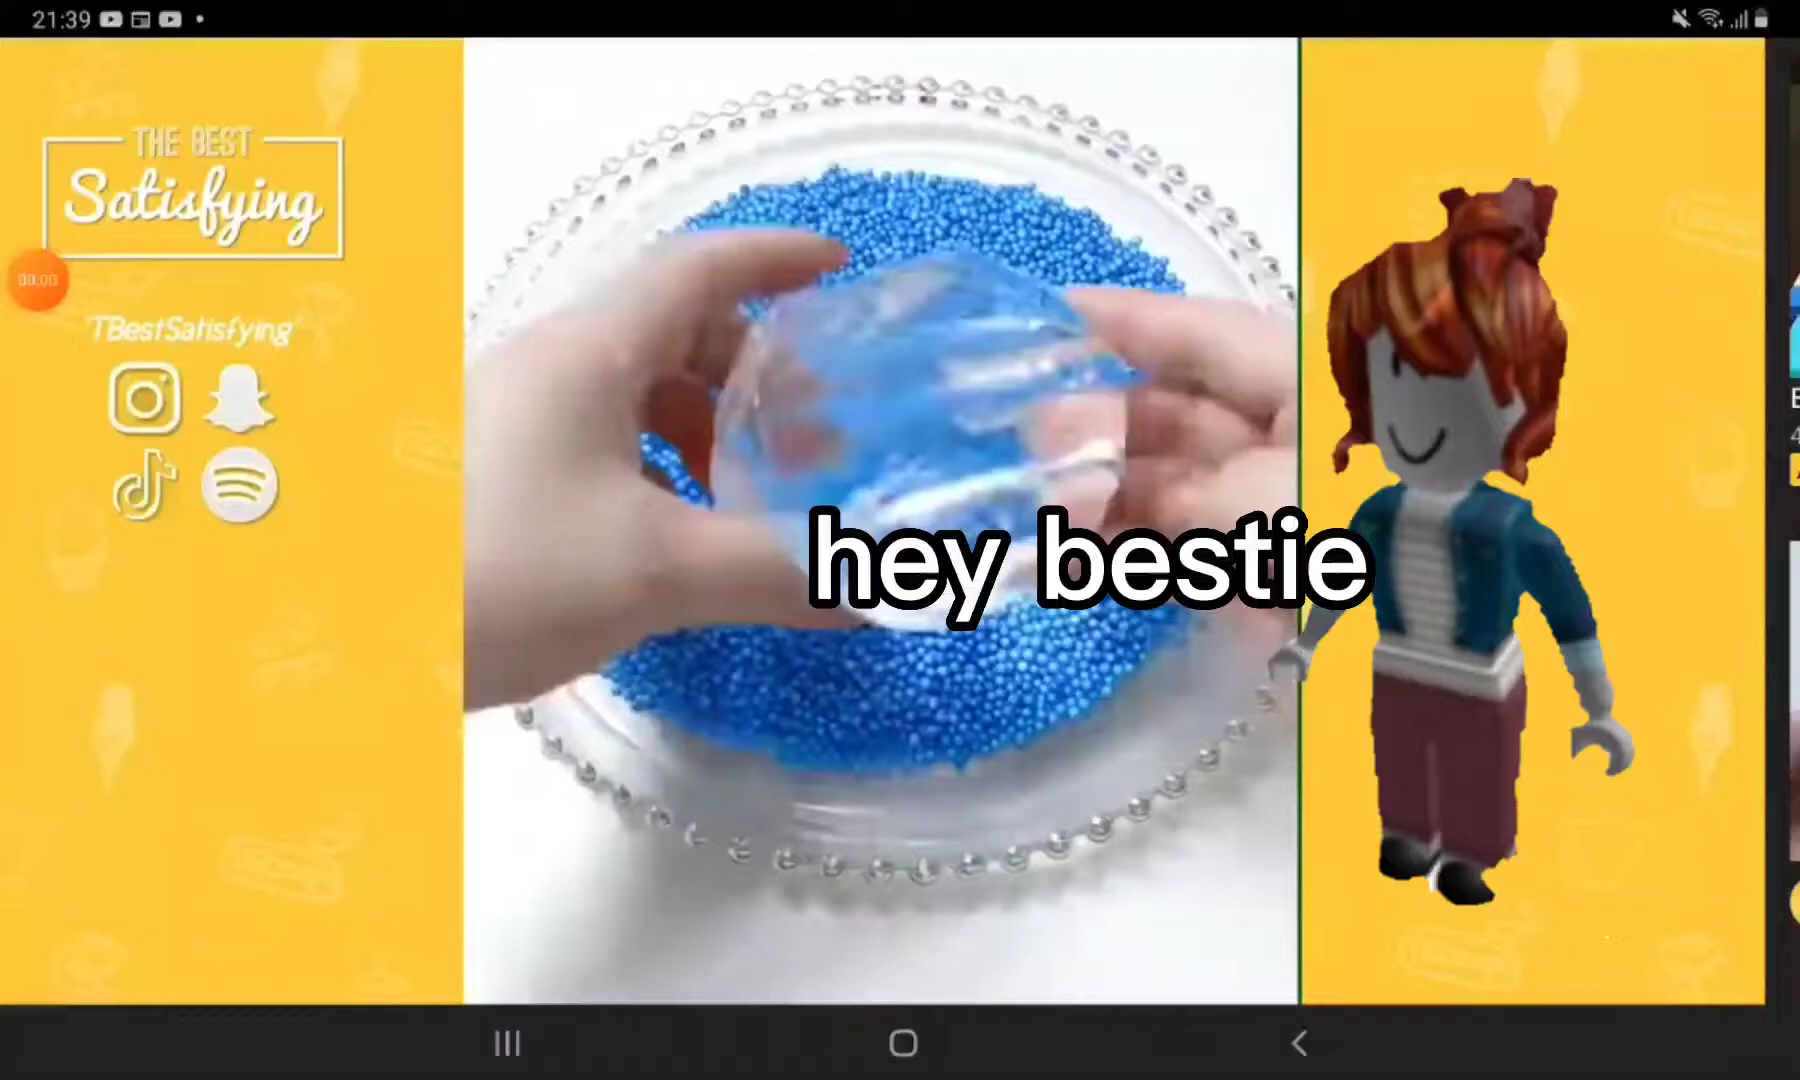 21:39
THE BEST
Satisfying
00:00
'TBestSatisfying'
hey bestie